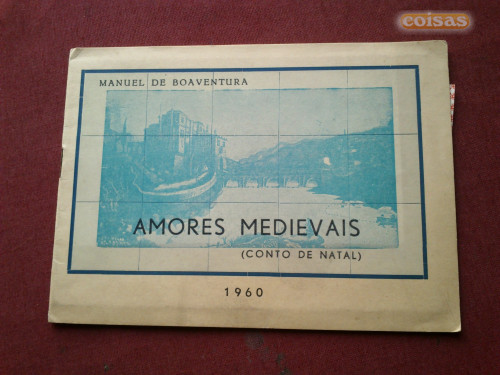 coisas
MANUEL DE BOAVENTURA
AMORES MEDIEVAIS
(CONTO DE NATAL)
1960